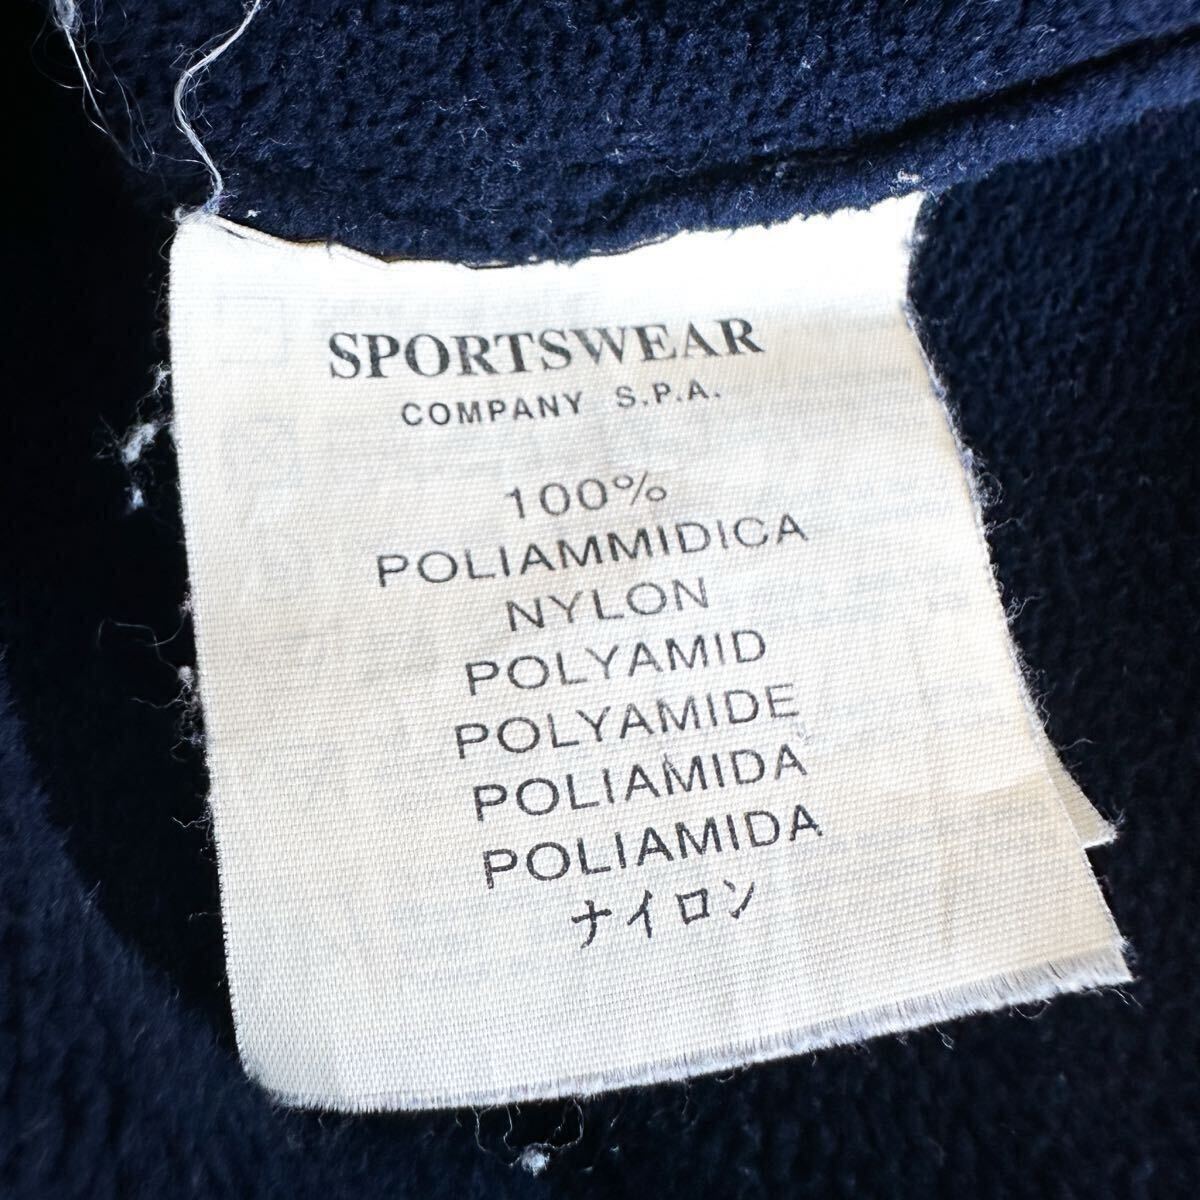 SPORTSWEAR
COMPANY S.P.A.
100%
POLIAMMIDICA
NYLON
POLYAMID
POLYAMIDE
POLIAMIDA
POLIAMIDA
ナイロン